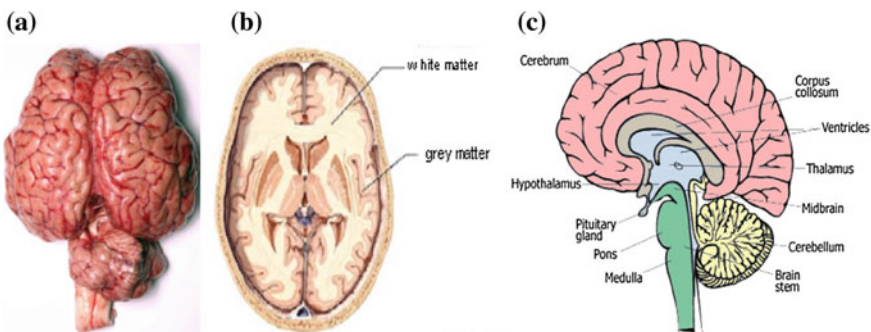 (a)
(b)
(c)
white matter
grey matter
Cerebrum
Corpus
collosum
Ventricles
Thalamus
Hypothalamus
Midbrain
Pituitary
gland
Cerebellum
Pons
Brain
stem
Medulla